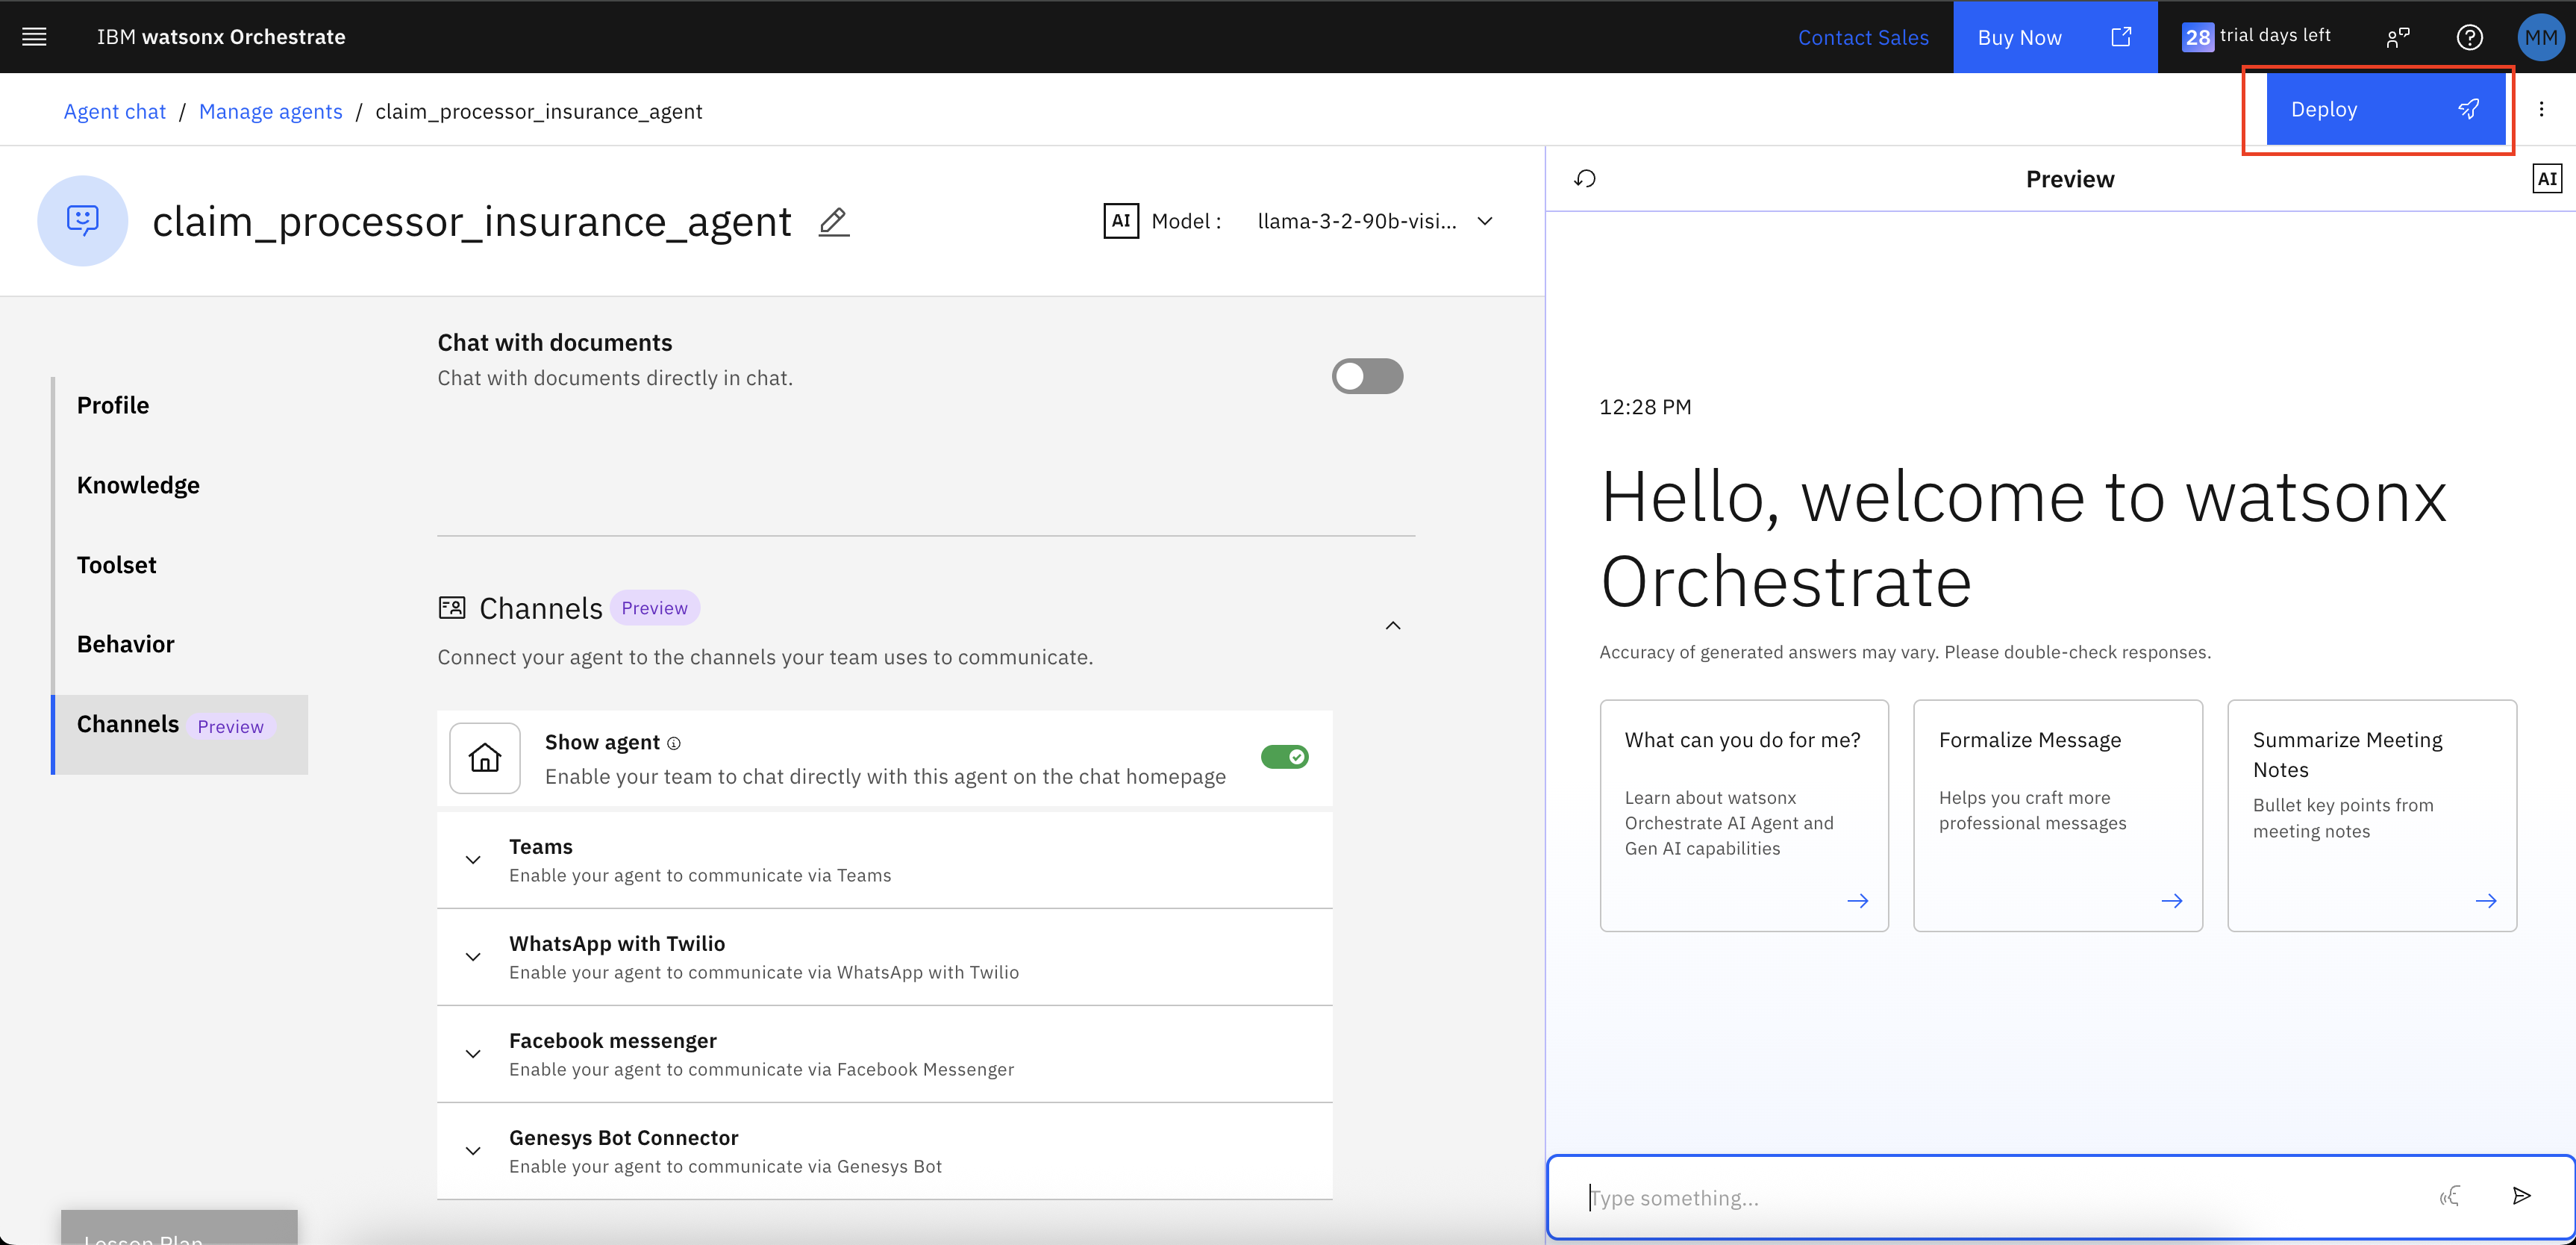 IBM watsonx Orchestrate
Contact Sales
Buy Now
28 trial days left
MM
Agent chat / Manage agents / claim_processor_insurance_agent
Deploy
claim_processor_insurance_agent
AI Model : llama-3-2-90b-visi...
Profile
Knowledge
Toolset
Behavior
Channels Preview
Chat with documents
Chat with documents directly in chat.
Channels Preview
Connect your agent to the channels your team uses to communicate.
Show agent
Enable your team to chat directly with this agent on the chat homepage
Teams
Enable your agent to communicate via Teams
WhatsApp with Twilio
Enable your agent to communicate via WhatsApp with Twilio
Facebook messenger
Enable your agent to communicate via Facebook Messenger
Genesys Bot Connector
Enable your agent to communicate via Genesys Bot
Lesson Plan
Preview
AI
12:28 PM
Hello, welcome to watsonx
Orchestrate
Accuracy of generated answers may vary. Please double-check responses.
What can you do for me?
Learn about watsonx
Orchestrate AI Agent and
Gen AI capabilities
Formalize Message
Helps you craft more
professional messages
Summarize Meeting
Notes
Bullet key points from
meeting notes
Type something...